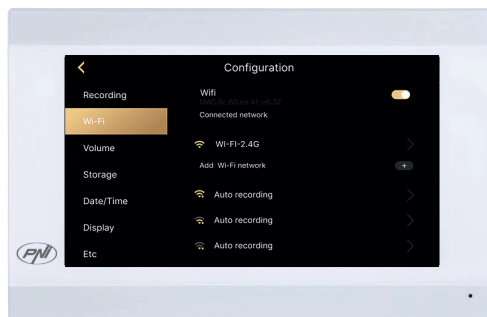 Configuration
Recording
Wi-Fi
Volume
Storage
Date/Time
Display
Etc
Wifi
Connected network
WI-FI-2.4G
Add Wi-Fi network
+
Auto recording
Auto recording
Auto recording
PNI